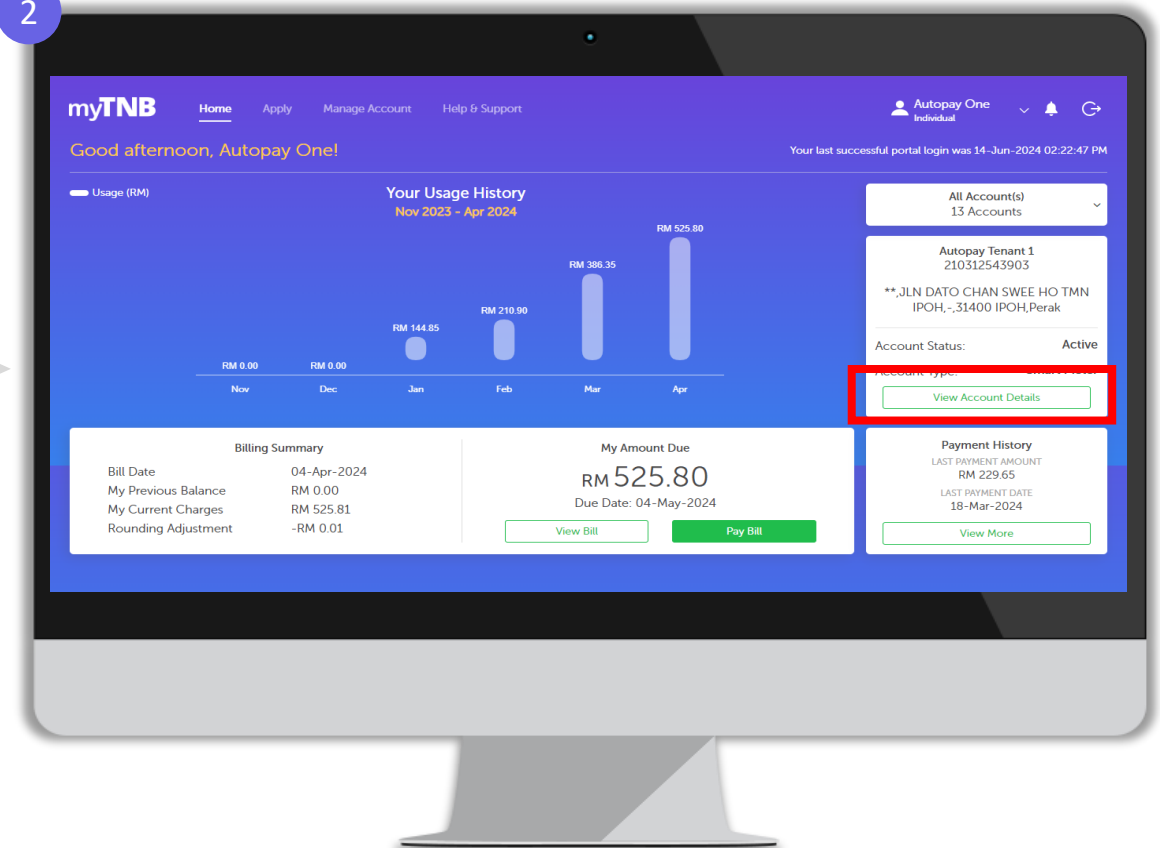 2
myTNB
Home
Apply
Manage Account
Help & Support
Autopay One
Individual
Good afternoon, Autopay One!
Your last successful portal login was 14-Jun-2024 02:22:47 PM
Usage (RM)
Your Usage History
Nov 2023 - Apr 2024
RM 0.00
RM 0.00
RM 144.85
RM 210.90
RM 386.35
RM 525.80
Nov
Dec
Jan
Feb
Mar
Apr
All Account(s)
13 Accounts
Autopay Tenant 1
210312543903
**,JLN DATO CHAN SWEE HO TMN
IPOH,-,31400 IPOH,Perak
Account Status: Active
Account Type: Smart Meter
View Account Details
Billing Summary
Bill Date 04-Apr-2024
My Previous Balance RM 0.00
My Current Charges RM 525.81
Rounding Adjustment -RM 0.01
My Amount Due
RM 525.80
Due Date: 04-May-2024
View Bill
Pay Bill
Payment History
LAST PAYMENT AMOUNT
RM 229.65
LAST PAYMENT DATE
18-Mar-2024
View More